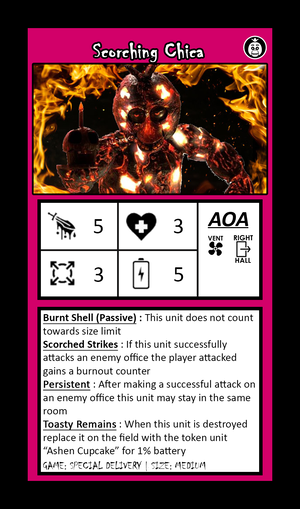 Scorching Chica
5
3
AOA
VENT
RIGHT
HALL
3
5
Burnt Shell (Passive) : This unit does not count
towards size limit
Scorched Strikes : If this unit successfully
attacks an enemy office the player attacked
gains a burnout counter
Persistent : After making a successful attack on
an enemy office this unit may stay in the same
room
Toasty Remains : When this unit is destroyed
replace it on the field with the token unit
“Ashen Cupcake” for 1% battery
GAME: SPECIAL DELIVERY | SIZE: MEDIUM